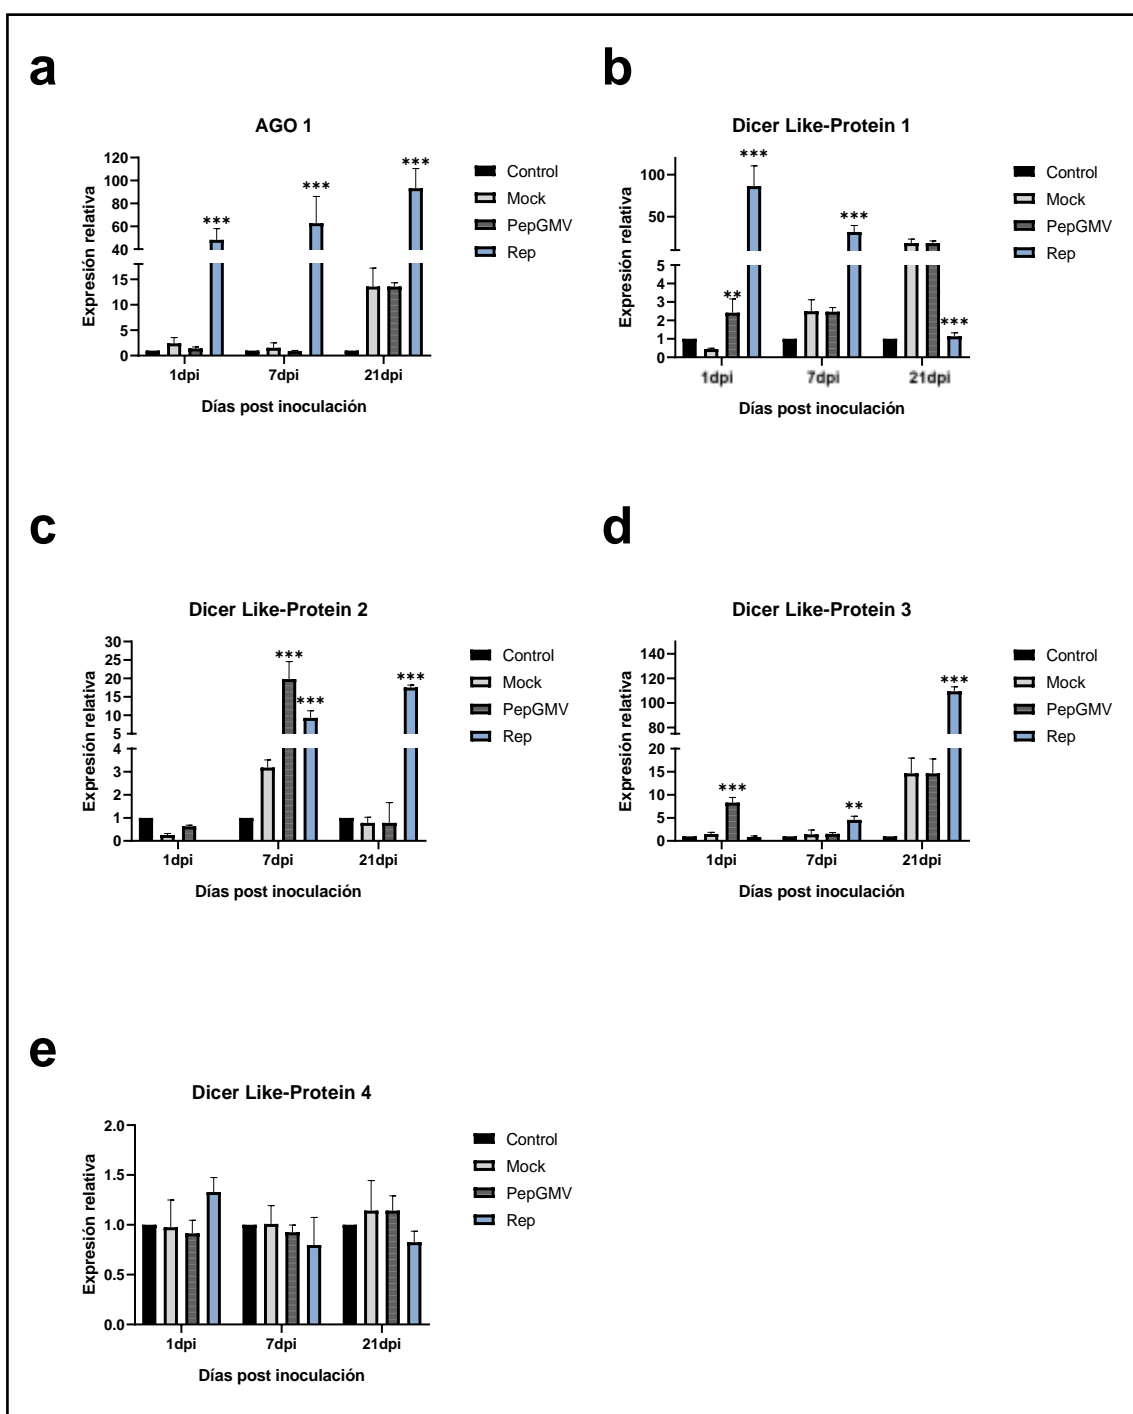 a
AGO 1
Expresión relativa
120
100
80
60
40
15
10
5
0
***
***
***
1dpi
7dpi
21dpi
Días post inoculación
Control
Mock
PepGMV
Rep
b
Dicer Like-Protein 1
Expresión relativa
100
50
5
4
3
2
1
0
**
***
***
***
1dpi
7dpi
21dpi
Días post inoculación
Control
Mock
PepGMV
Rep
c
Dicer Like-Protein 2
Expresión relativa
30
25
20
15
10
5
4
3
2
1
0
***
***
***
1dpi
7dpi
21dpi
Días post inoculación
Control
Mock
PepGMV
Rep
d
Dicer Like-Protein 3
Expresión relativa
140
120
100
80
20
15
10
5
0
***
**
***
1dpi
7dpi
21dpi
Días post inoculación
Control
Mock
PepGMV
Rep
e
Dicer Like-Protein 4
Expresión relativa
2.0
1.5
1.0
0.5
0.0
1dpi
7dpi
21dpi
Días post inoculación
Control
Mock
PepGMV
Rep